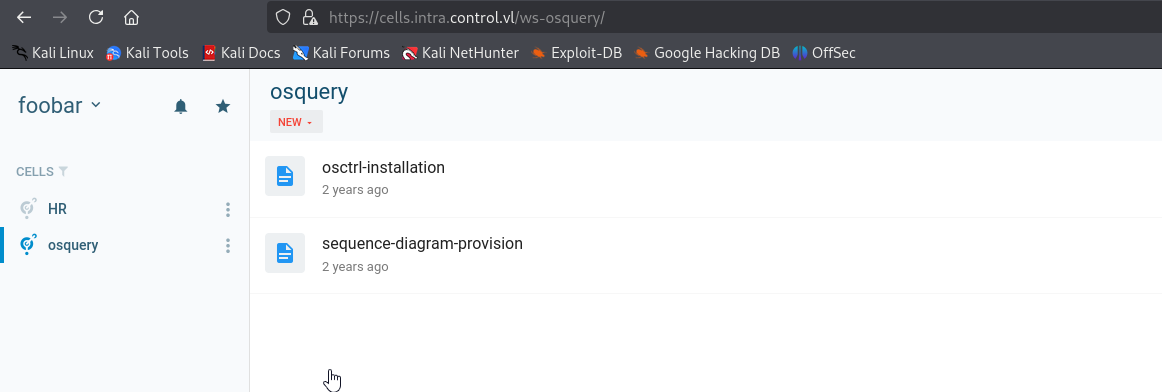 https://cells.intra.control.vl/ws-osquery/
Kali Linux Kali Tools Kali Docs Kali Forums Kali NetHunter Exploit-DB Google Hacking DB OffSec
foobar
osquery
NEW
CELLS
osctrl-installation
2 years ago
HR
osquery
sequence-diagram-provision
2 years ago